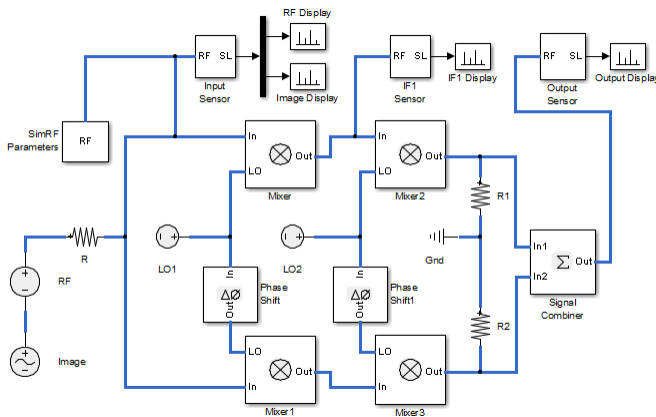 RF Display
RF SL
Input
Sensor
Image Display
RF SL
IF1
Sensor
IF1 Display
RF SL
Output
Sensor
Output Display
SimRF
Parameters
RF
In
LO
Out
Mixer
In
LO
Out
Mixer2
R
LO1
LO2
R1
Gnd
In1
In2
Σ
Out
Signal
Combiner
RF
In
ΔØ
Out
Phase
Shift
In
ΔØ
Out
Phase
Shift1
R2
Image
LO
In
Out
Mixer1
LO
In
Out
Mixer3